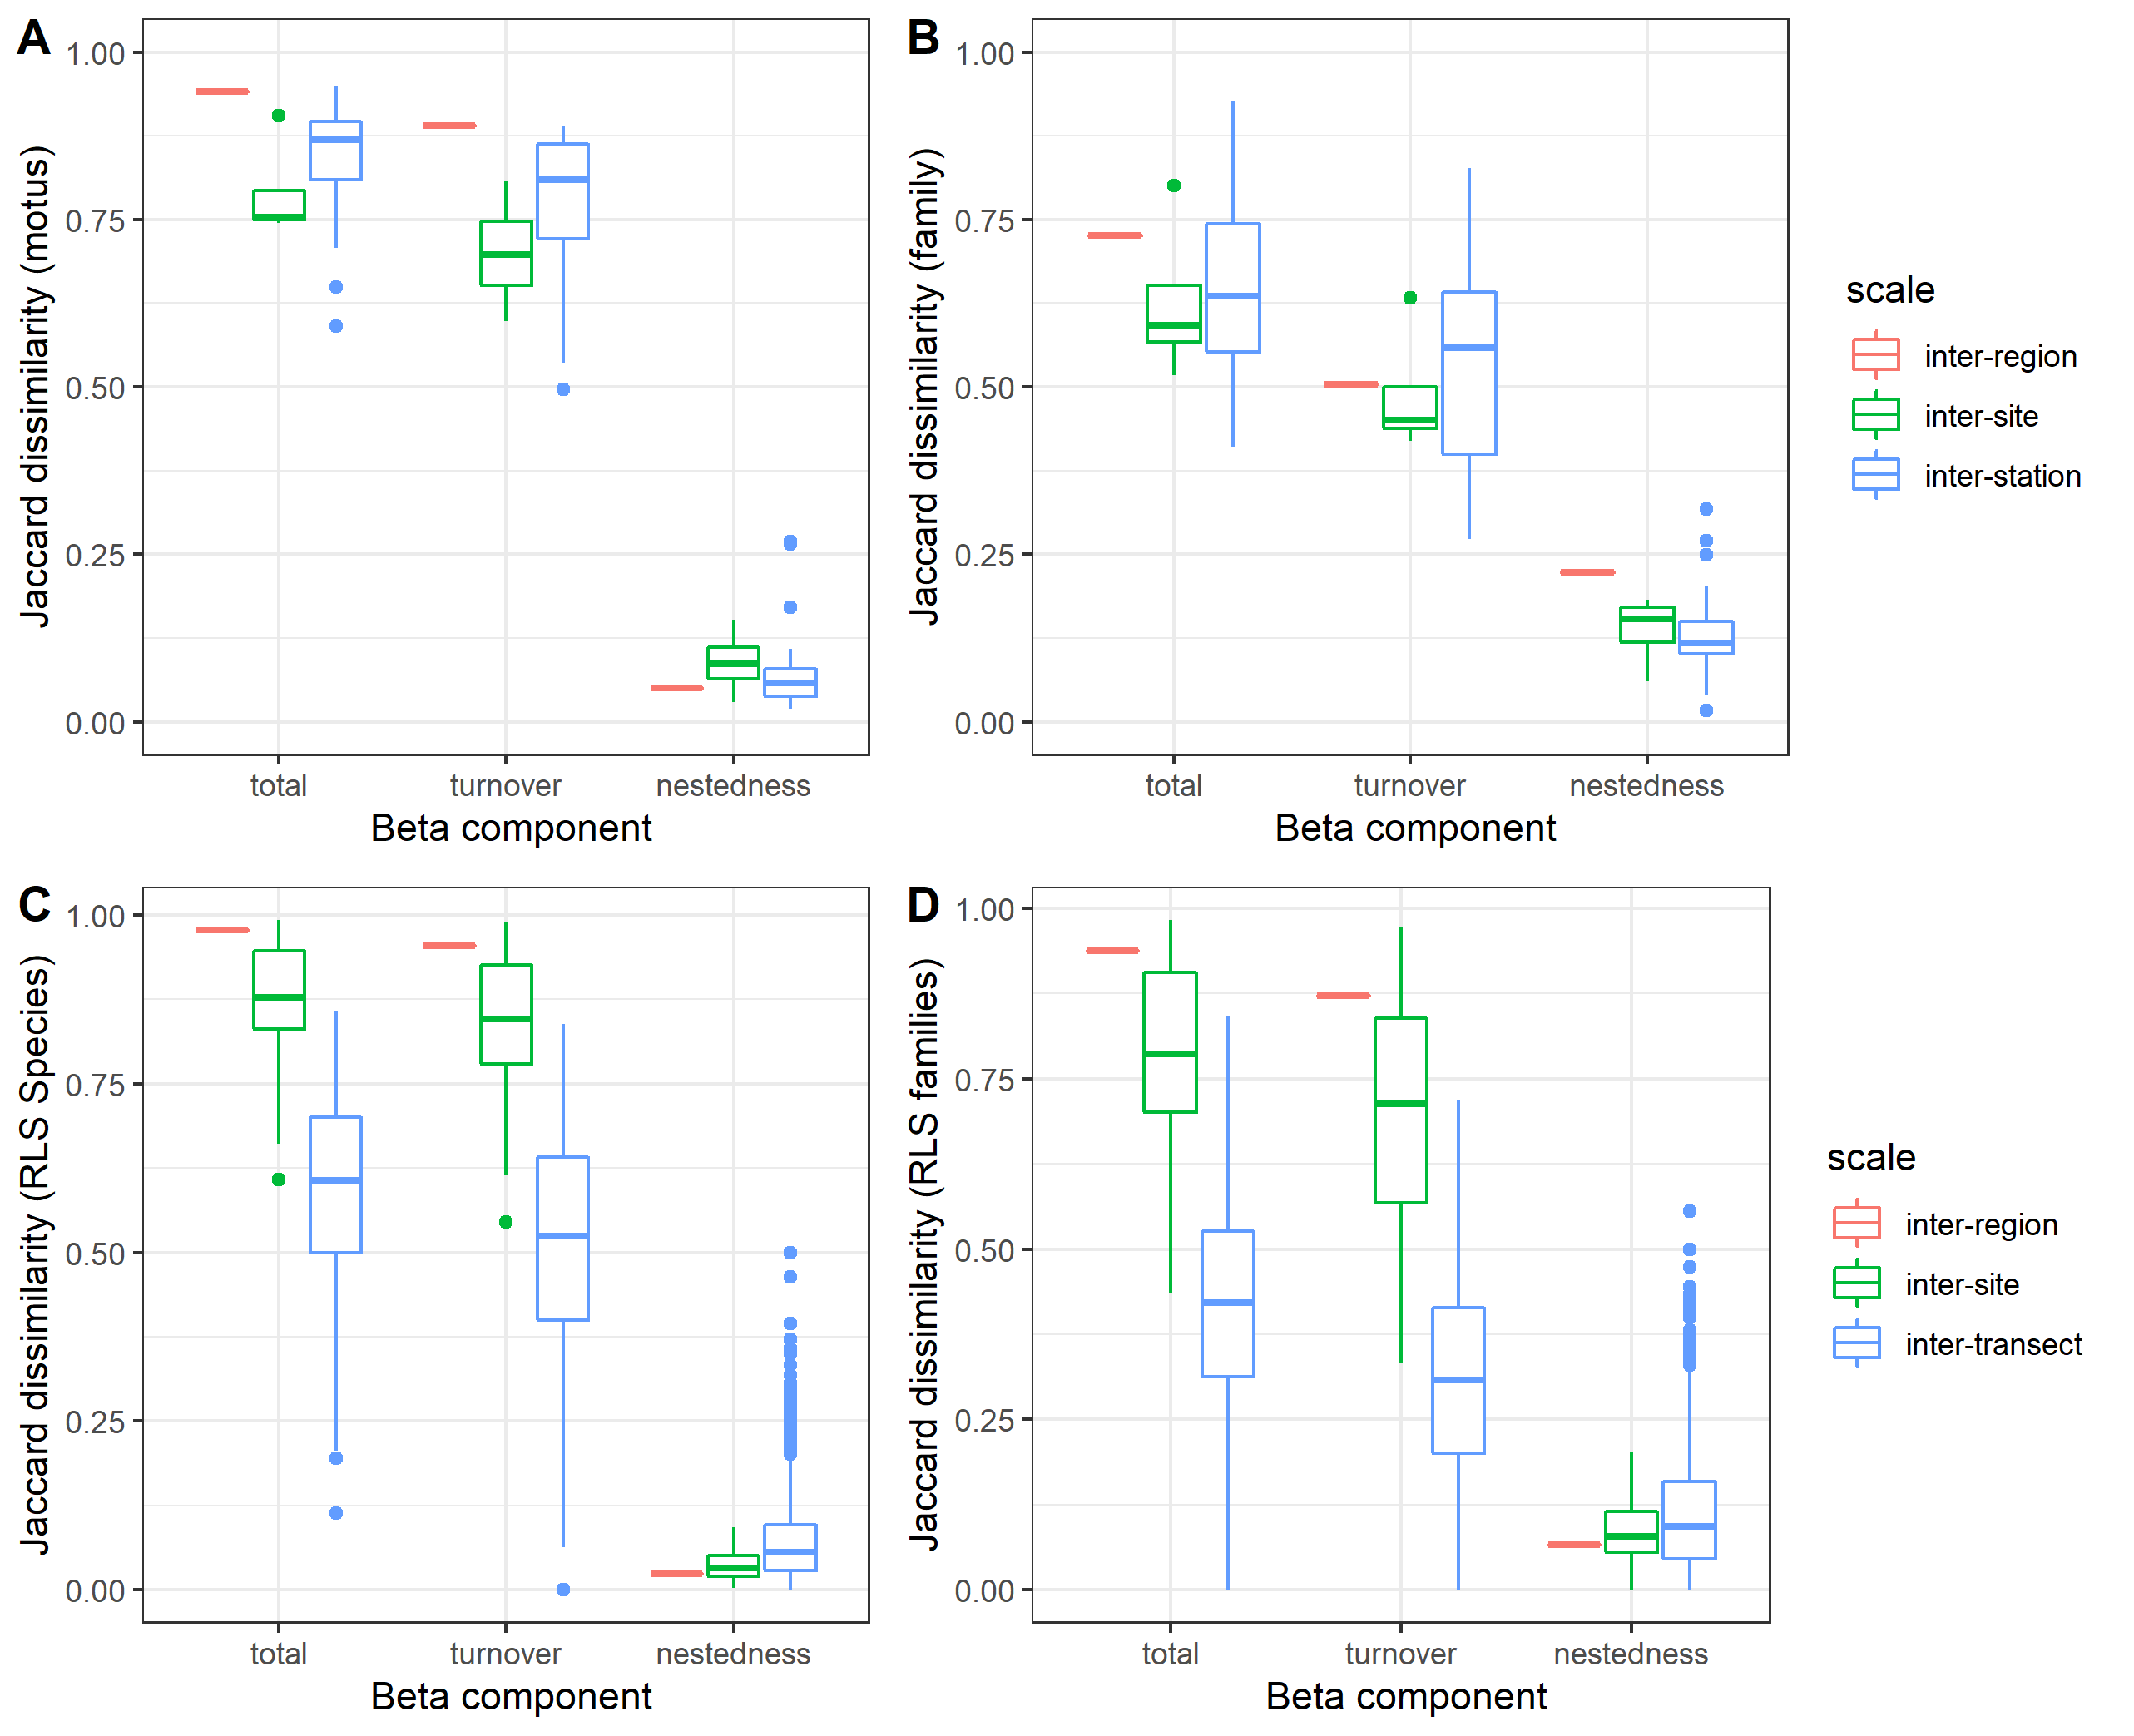 A
Jaccard dissimilarity (motus)
1.00
0.75
0.50
0.25
0.00
total turnover nestedness
Beta component
B
Jaccard dissimilarity (family)
1.00
0.75
0.50
0.25
0.00
total turnover nestedness
Beta component
scale
inter-region
inter-site
inter-station
C
Jaccard dissimilarity (RLS Species)
1.00
0.75
0.50
0.25
0.00
total turnover nestedness
Beta component
D
Jaccard dissimilarity (RLS families)
1.00
0.75
0.50
0.25
0.00
total turnover nestedness
Beta component
scale
inter-region
inter-site
inter-transect